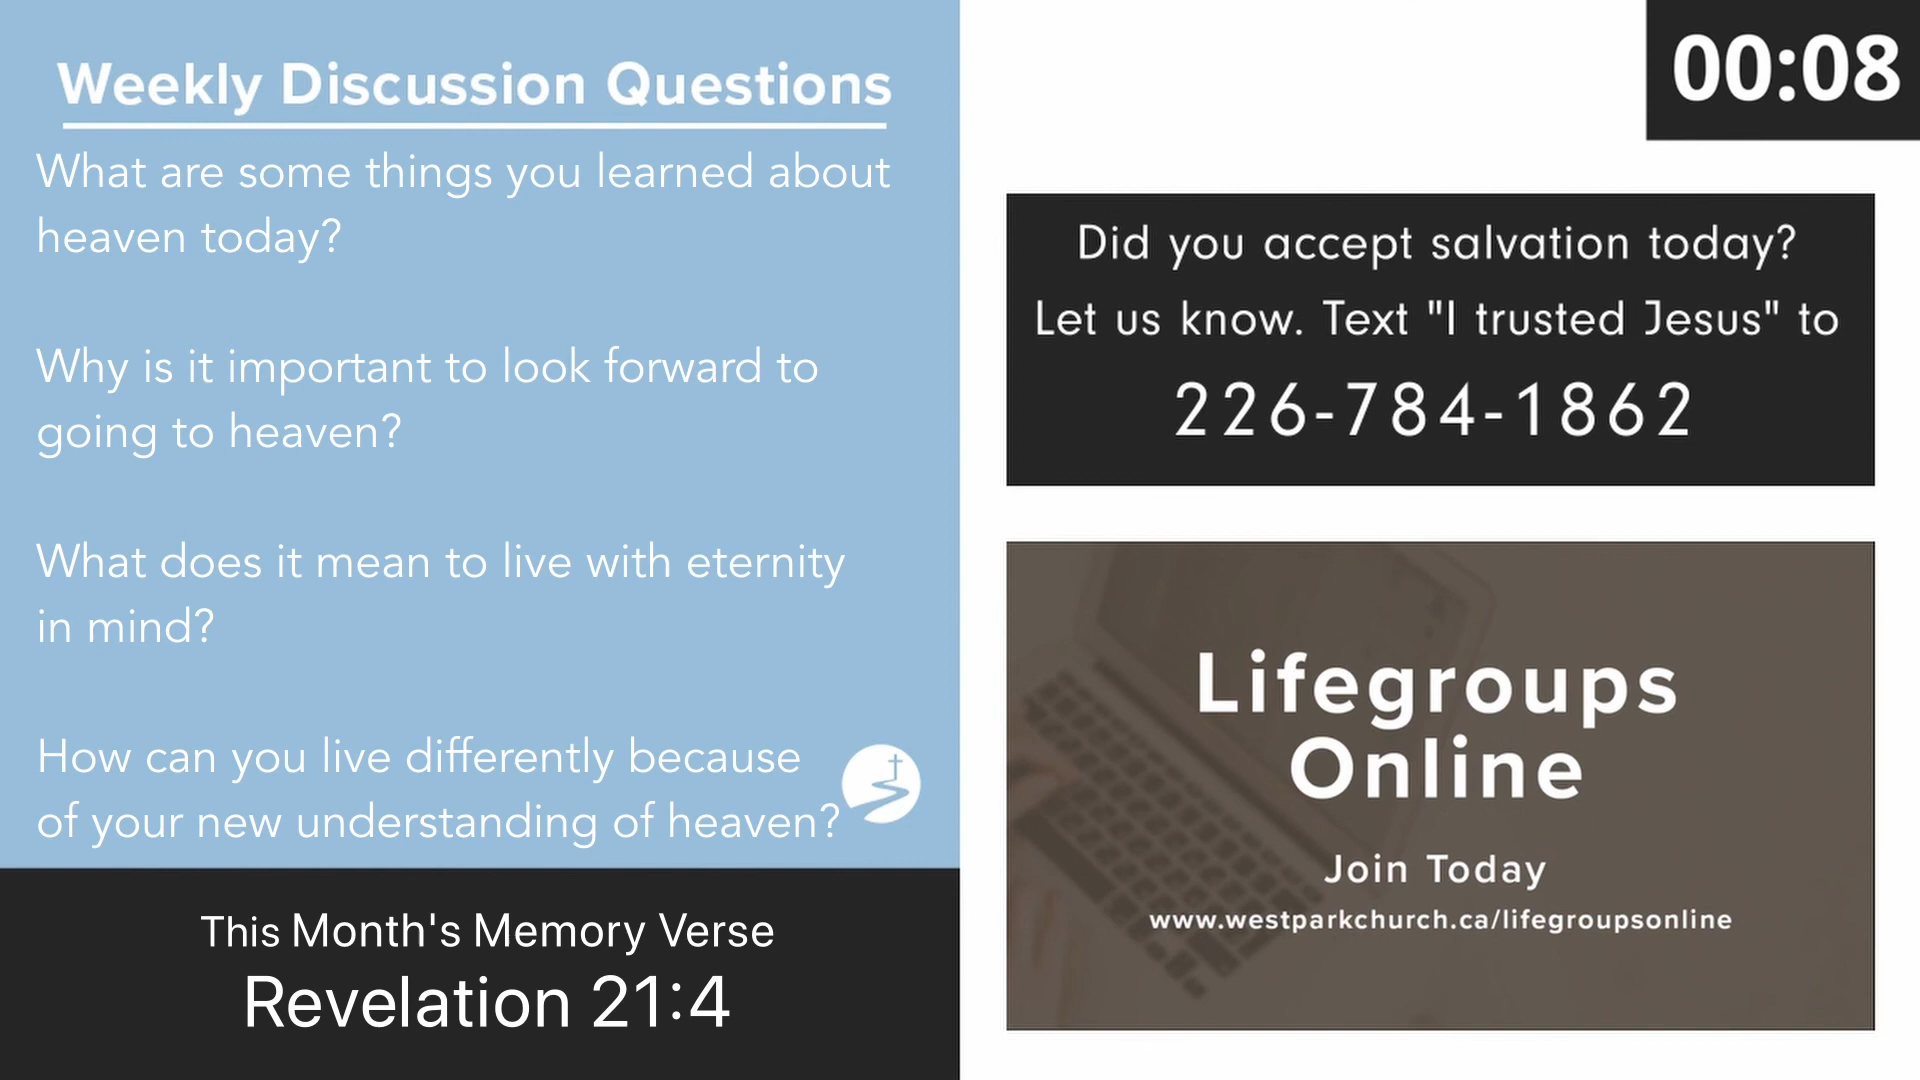 Weekly Discussion Questions
What are some things you learned about
heaven today?
Why is it important to look forward to
going to heaven?
What does it mean to live with eternity
in mind?
How can you live differently because
of your new understanding of heaven?
This Month's Memory Verse
Revelation 21:4
00:08
Did you accept salvation today?
Let us know. Text "I trusted Jesus" to
226-784-1862
Lifegroups
Online
Join Today
www.westparkchurch.ca/lifegroupsonline